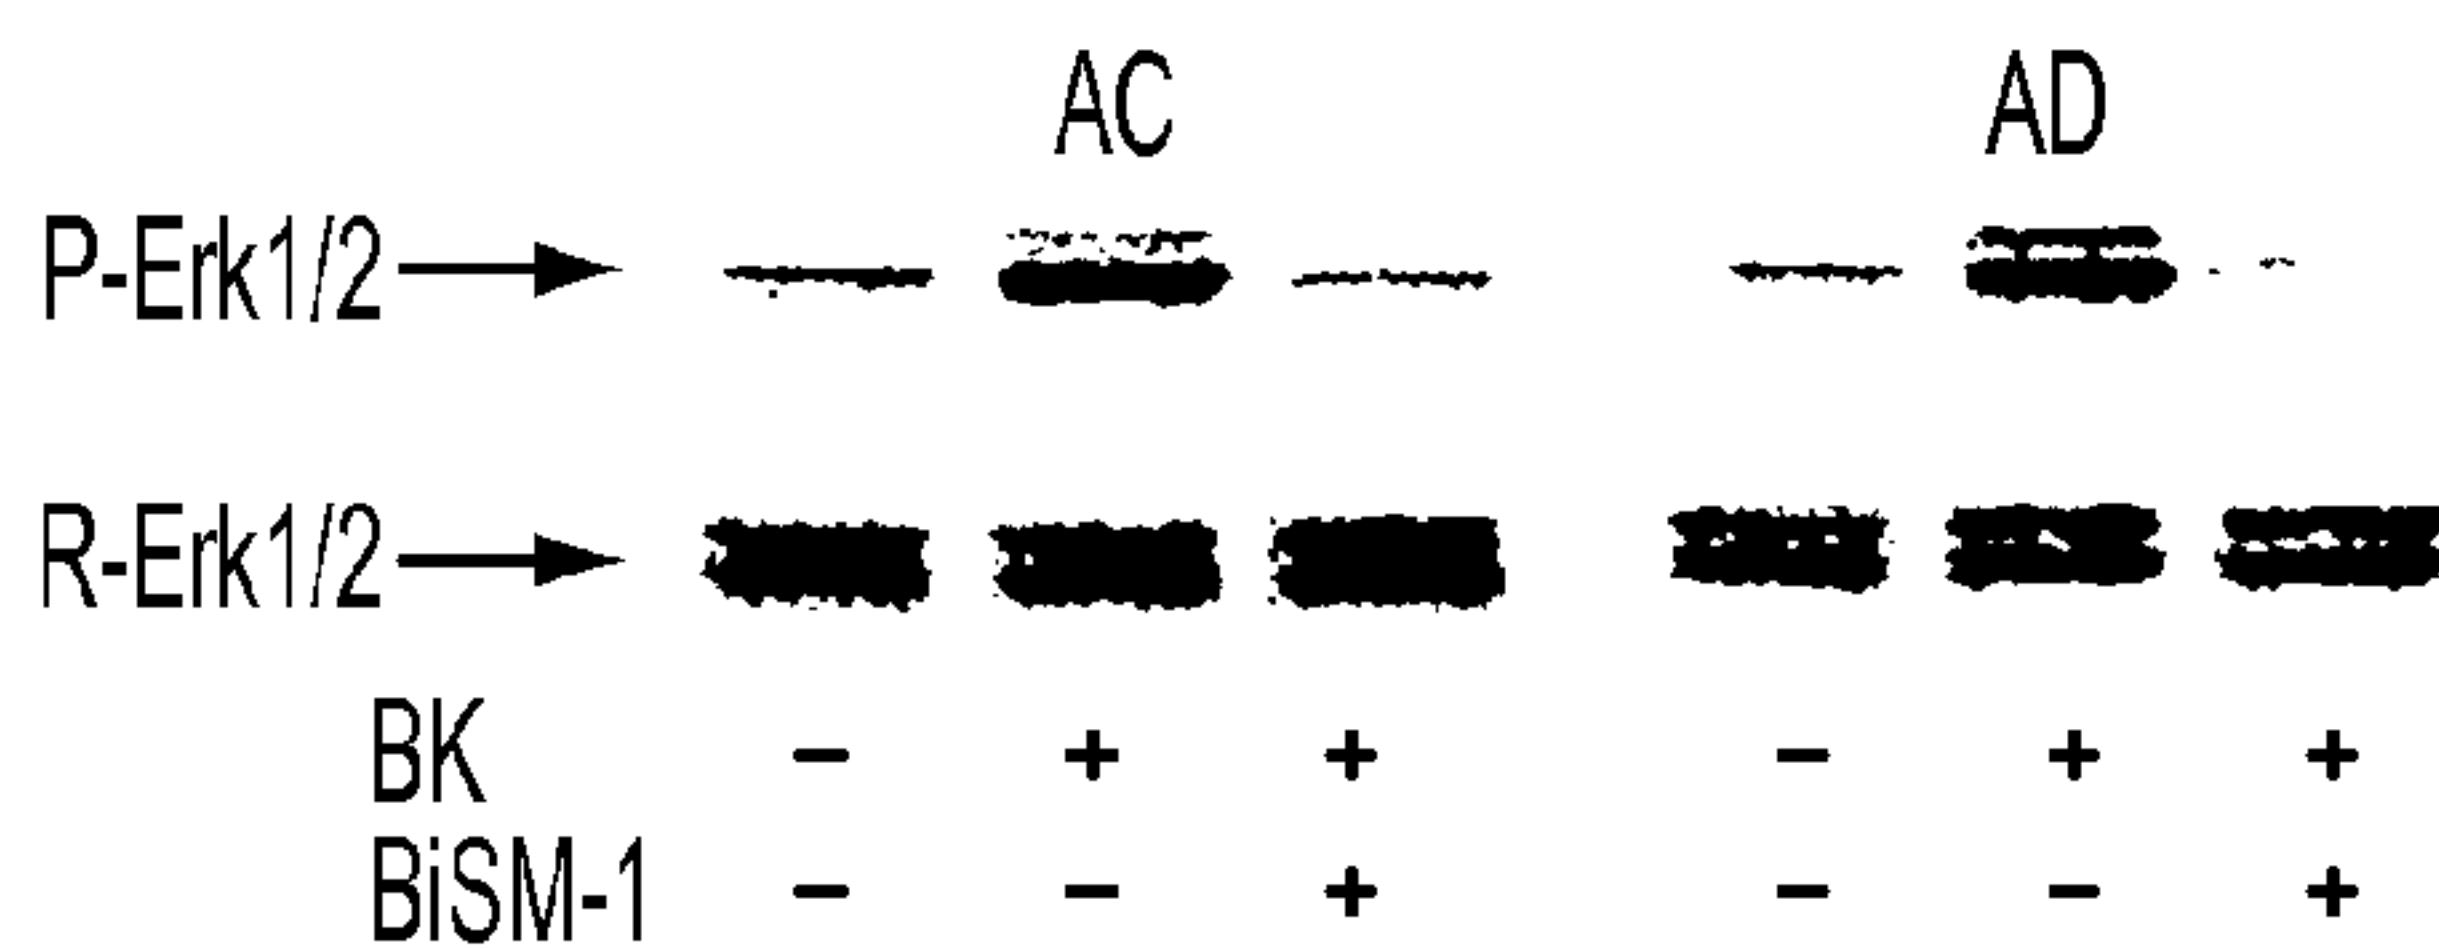 AC AD
P-Erk1/2
R-Erk1/2
BK − + + − + +
BiSM-1 − − + − − +